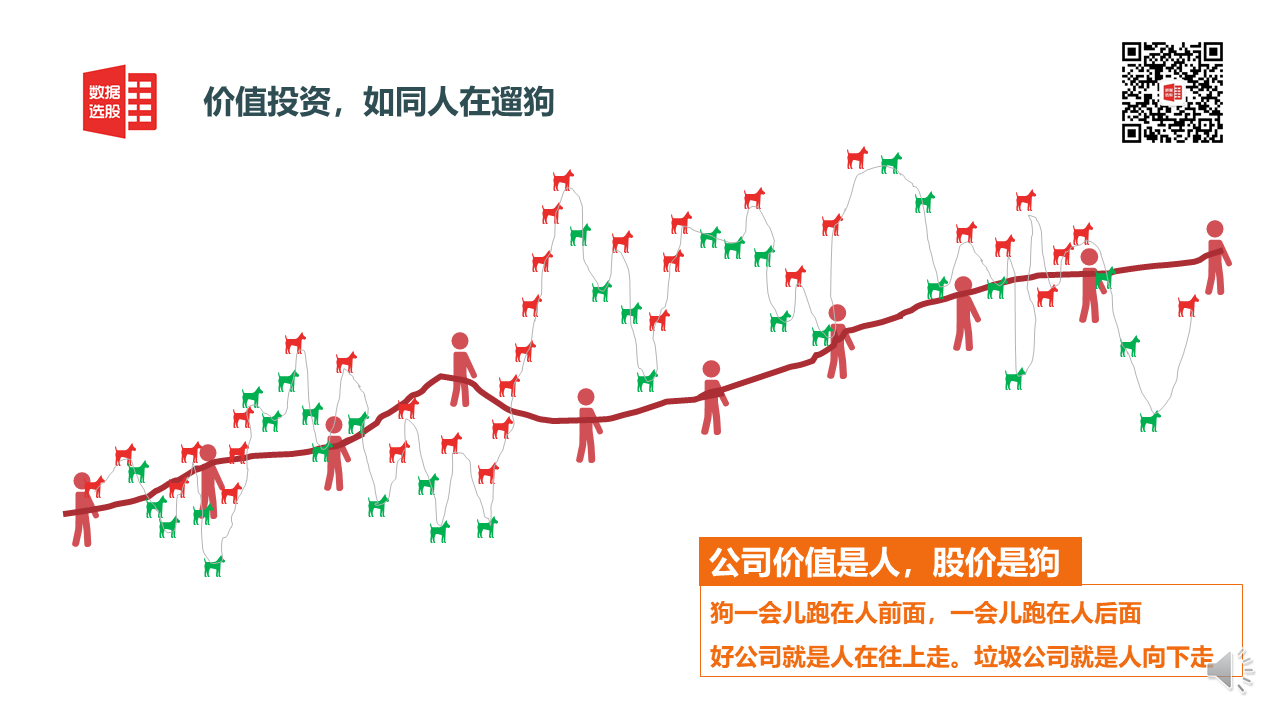 数据
选股
价值投资，如同人在遛狗
公司价值是人，股价是狗
狗一会儿跑在人前面，一会儿跑在人后面
好公司就是人在往上走。垃圾公司就是人向下走